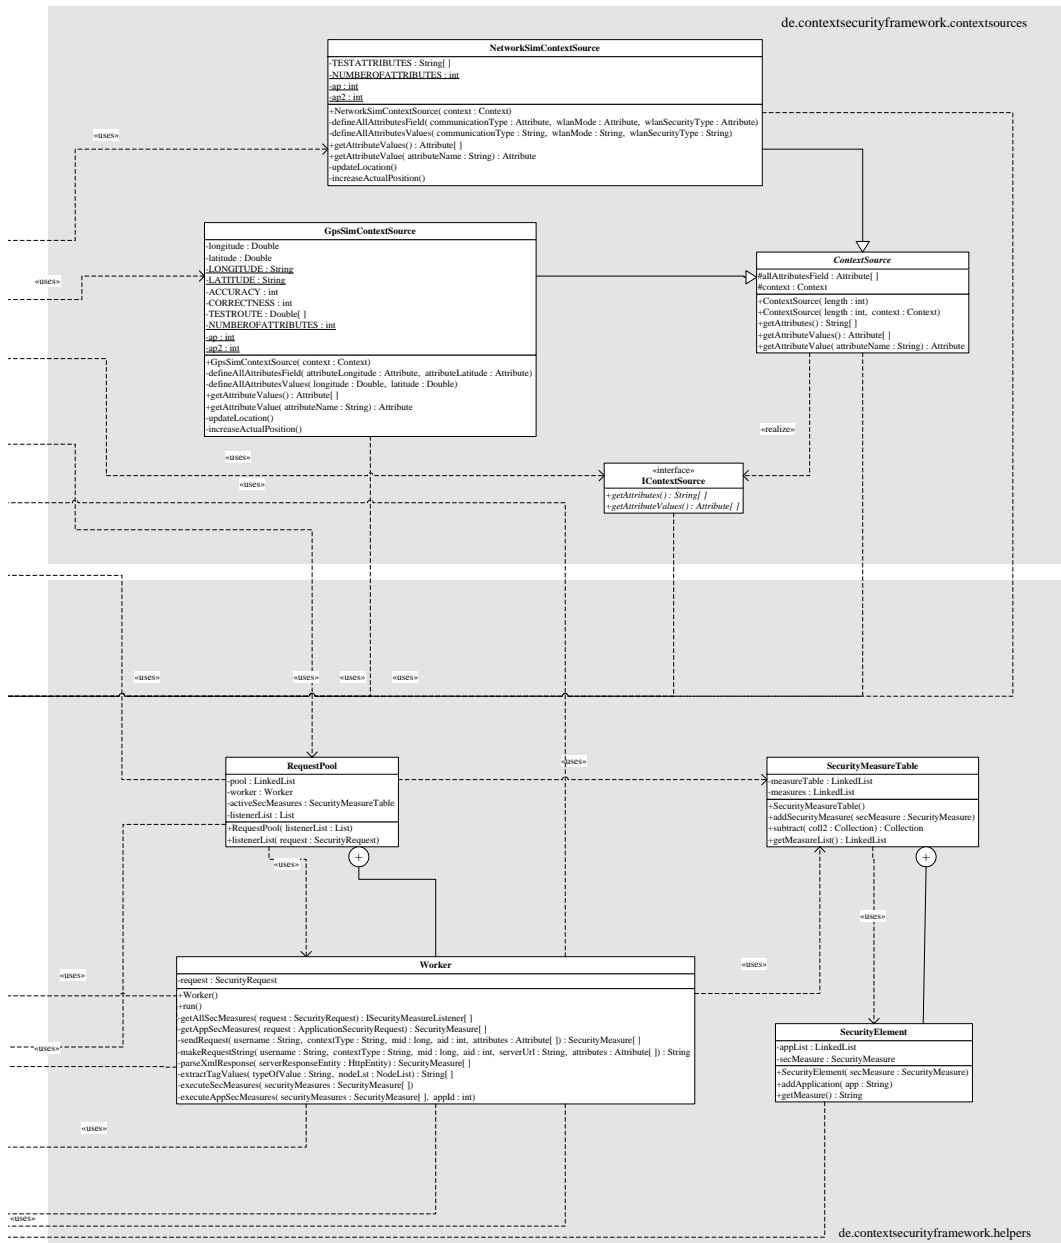 de.contextsecurityframework.contextsources
NetworkSimContextSource
-TESTATTRIBUTES : String[ ]
-NUMBEROFATTRIBUTES : int
-ap : int
-ap2 : int
+NetworkSimContextSource( context : Context)
-defineAllAttributesField( communicationType : Attribute, wlanMode : Attribute, wlanSecurityType : Attribute)
-defineAllAttributesValues( communicationType : String, wlanMode : String, wlanSecurityType : String)
+getAttributeValues() : Attribute[ ]
+getAttributeValue( attributeName : String) : Attribute
-updateLocation()
-increaseActualPosition()
«uses»
GpsSimContextSource
-longitude : Double
-latitude : Double
-LONGITUDE : String
-LATITUDE : String
-ACCURACY : int
-CORRECTNESS : int
-TESTROUTE : Double[ ]
-NUMBEROFATTRIBUTES : int
-ap : int
-ap2 : int
+GpsSimContextSource( context : Context)
-defineAllAttributesField( attributeLongitude : Attribute, attributeLatitude : Attribute)
-defineAllAttributesValues( longitude : Double, latitude : Double)
+getAttributeValues() : Attribute[ ]
+getAttributeValue( attributeName : String) : Attribute
-updateLocation()
-increaseActualPosition()
«uses»
ContextSource
#allAttributesField : Attribute[ ]
#context : Context
+ContextSource( length : int)
+ContextSource( length : int, context : Context)
+getAttributes() : String[ ]
+getAttributeValues() : Attribute[ ]
+getAttributeValue( attributeName : String) : Attribute
«realize»
«uses»
«uses»
«interface»
IContextSource
+getAttributes() : String[ ]
+getAttributeValues() : Attribute[ ]
«uses»
«uses»
«uses»
«uses»
«uses»
RequestPool
-pool : LinkedList
-worker : Worker
-activeSecMeasures : SecurityMeasureTable
-listenerList : List
+RequestPool( listenerList : List)
+listenerList( request : SecurityRequest)
SecurityMeasureTable
-measureTable : LinkedList
-measures : LinkedList
+SecurityMeasureTable()
+addSecurityMeasure( secMeasure : SecurityMeasure)
+subtract( coll2 : Collection) : Collection
+getMeasureList() : LinkedList
+
+
«uses»
«uses»
Worker
-request : SecurityRequest
+Worker()
+run()
-getAllSecMeasures( request : SecurityRequest) : ISecurityMeasureListener[ ]
-getAppSecMeasures( request : ApplicationSecurityRequest) : SecurityMeasure[ ]
-sendRequest( username : String, contextType : String, mid : long, aid : int, attributes : Attribute[ ]) : SecurityMeasure[ ]
-makeRequestString( username : String, contextType : String, mid : long, aid : int, serverUrl : String, attributes : Attribute[ ]) : String
-parseXmlResponse( serverResponseEntity : HttpEntity) : SecurityMeasure[ ]
-extractTagValues( typeOfValue : String, nodeLst : NodeList) : String[ ]
-executeSecMeasures( securityMeasures : SecurityMeasure[ ])
-executeAppSecMeasures( securityMeasures : SecurityMeasure[ ], appId : int)
«uses»
«uses»
«uses»
SecurityElement
-appList : LinkedList
-secMeasure : SecurityMeasure
+SecurityElement( secMeasure : SecurityMeasure)
+addApplication( app : String)
+getMeasure() : String
«uses»
«uses»
de.contextsecurityframework.helpers